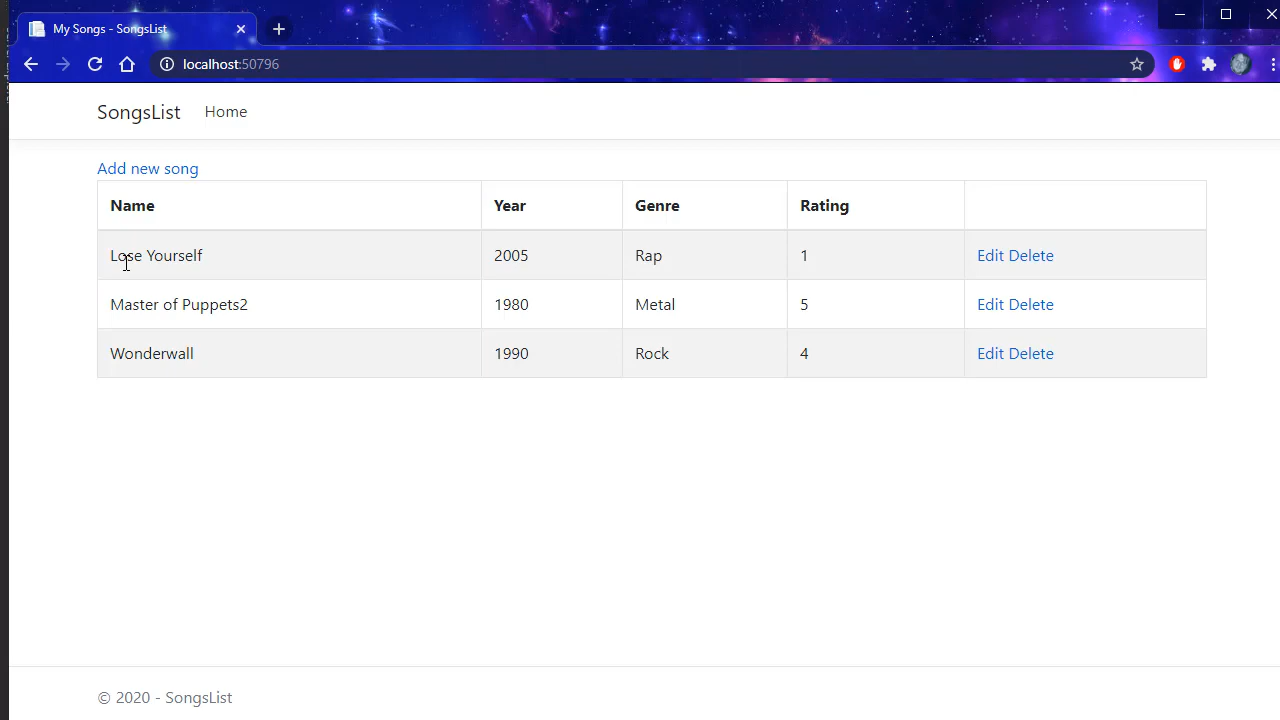 My Songs - SongsList
localhost:50796
SongsList Home
Add new song
Name Year Genre Rating
Lose Yourself 2005 Rap 1 Edit Delete
Master of Puppets2 1980 Metal 5 Edit Delete
Wonderwall 1990 Rock 4 Edit Delete
© 2020 - SongsList